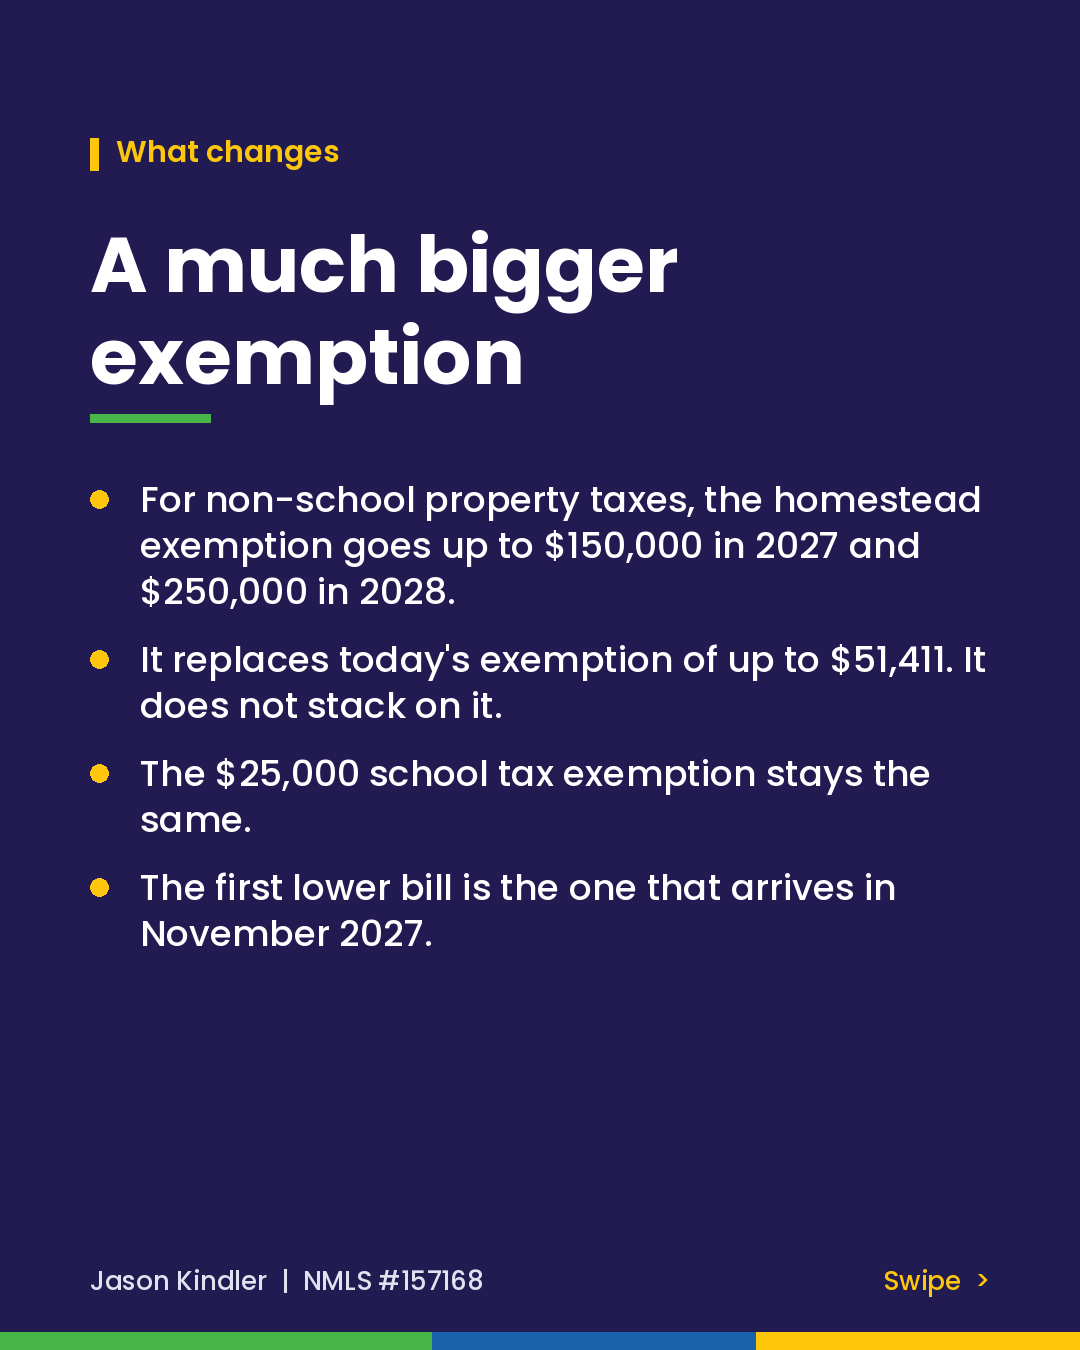 What changes
A much bigger
exemption
For non-school property taxes, the homestead
exemption goes up to $150,000 in 2027 and
$250,000 in 2028.
It replaces today's exemption of up to $51,411. It
does not stack on it.
The $25,000 school tax exemption stays the
same.
The first lower bill is the one that arrives in
November 2027.
Jason Kindler | NMLS #157168
Swipe >